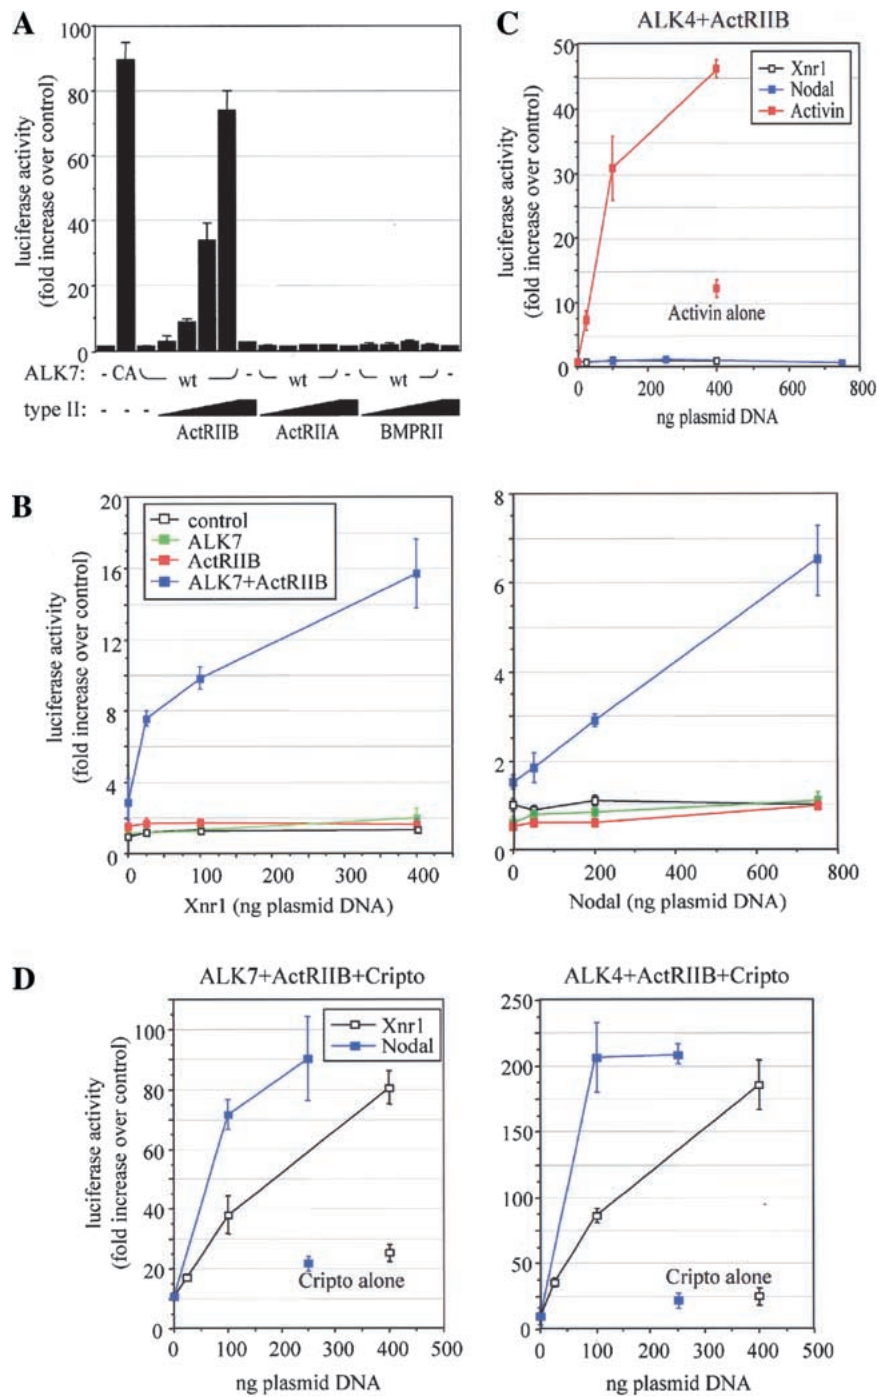 A
luciferase activity
(fold increase over control)
100
80
60
40
20
0
ALK7: - CA wt - wt - wt -
type II: - - -
ActRIIB ActRIIA BMPRII
C
ALK4+ActRIIB
luciferase activity
(fold increase over control)
50
40
30
20
10
0
Xnr1
Nodal
Activin
Activin alone
0 200 400 600 800
ng plasmid DNA
B
luciferase activity
(fold increase over control)
20
16
12
8
4
0
control
ALK7
ActRIIB
ALK7+ActRIIB
0 100 200 300 400
Xnr1 (ng plasmid DNA)
8
6
4
2
0
0 200 400 600 800
Nodal (ng plasmid DNA)
D
ALK7+ActRIIB+Cripto
luciferase activity
(fold increase over control)
100
80
60
40
20
0
Xnr1
Nodal
Cripto alone
0 100 200 300 400 500
ng plasmid DNA
ALK4+ActRIIB+Cripto
250
200
150
100
50
0
Cripto alone
0 100 200 300 400 500
ng plasmid DNA